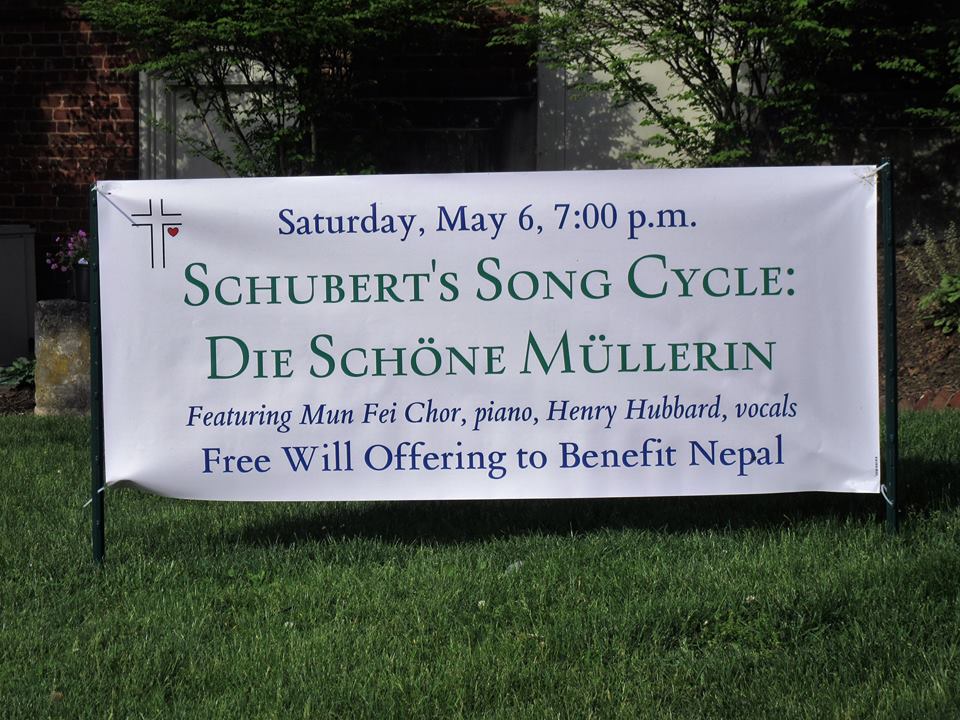 Saturday, May 6, 7:00 p.m.
Schubert's Song Cycle:
Die Schöne Müllerin
Featuring Mun Fei Chor, piano, Henry Hubbard, vocals
Free Will Offering to Benefit Nepal